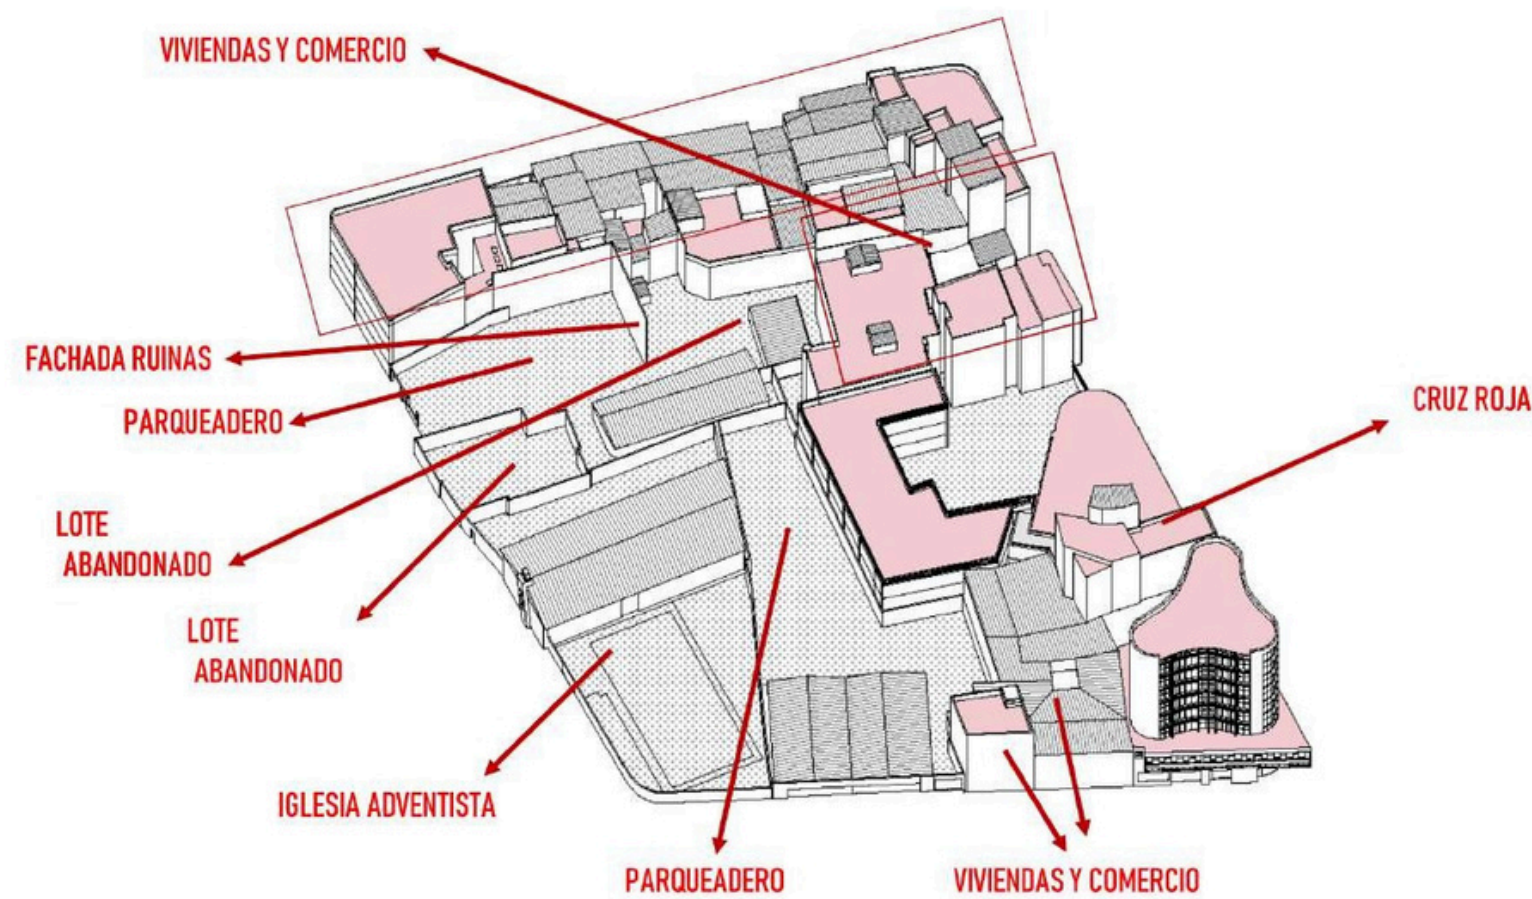 VIVIENDAS Y COMERCIO
FACHADA RUINAS
CRUZ ROJA
PARQUEADERO
LOTE
ABANDONADO
LOTE
ABANDONADO
IGLESIA ADVENTISTA
PARQUEADERO
VIVIENDAS Y COMERCIO